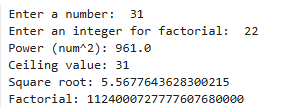 Enter a number:  31
Enter an integer for factorial:  22
Power (num^2): 961.0
Ceiling value: 31
Square root: 5.5677643628300215
Factorial: 1124000727777607680000